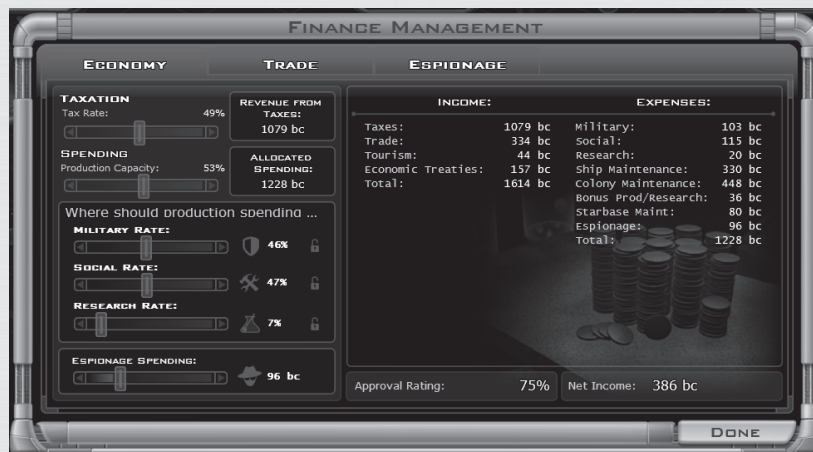 FINANCE MANAGEMENT
ECONOMY TRADE ESPIONAGE
TAXATION
Tax Rate: 49%
REVENUE FROM
TAXES:
1079 bc
SPENDING
Production Capacity: 53%
ALLOCATED
SPENDING:
1228 bc
Where should production spending ...
MILITARY RATE:
46%
SOCIAL RATE:
47%
RESEARCH RATE:
7%
ESPIONAGE SPENDING:
96 bc
INCOME:
Taxes: 1079 bc
Trade: 334 bc
Tourism: 44 bc
Economic Treaties: 157 bc
Total: 1614 bc
EXPENSES:
Military: 103 bc
Social: 115 bc
Research: 20 bc
Ship Maintenance: 330 bc
Colony Maintenance: 448 bc
Bonus Prod/Research: 36 bc
Starbase Maint: 80 bc
Espionage: 96 bc
Total: 1228 bc
Approval Rating: 75%
Net Income: 386 bc
DONE